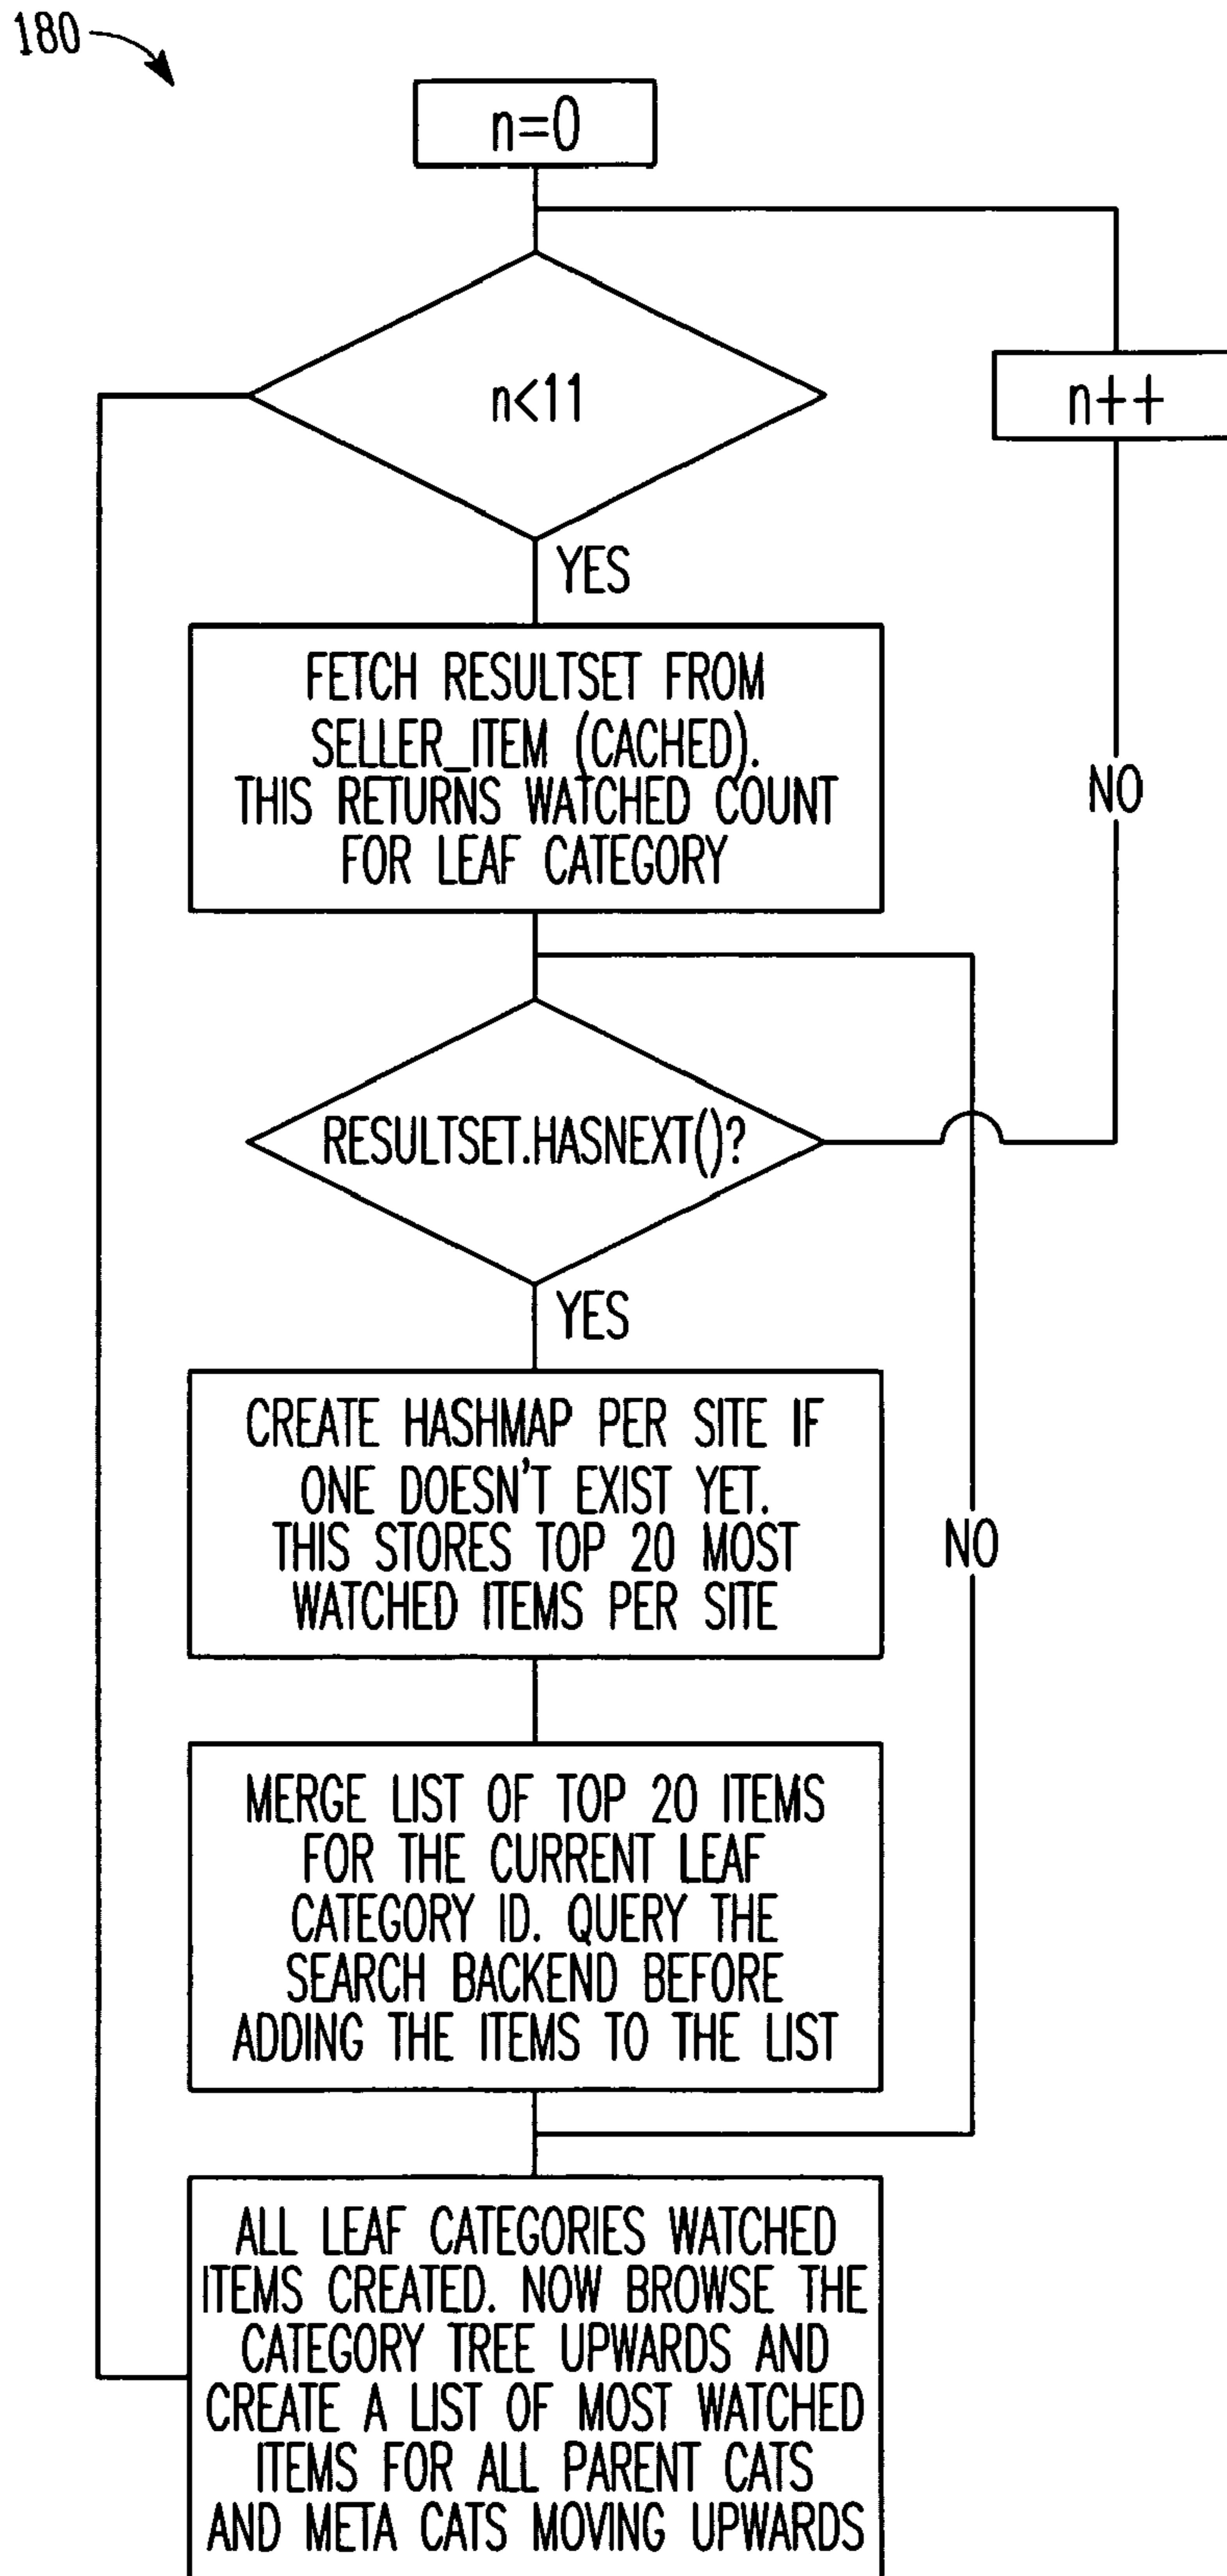 180
n=0
n<11
n++
YES
FETCH RESULTSET FROM
SELLER_ITEM (CACHED).
THIS RETURNS WATCHED COUNT
FOR LEAF CATEGORY
NO
RESULTSET.HASNEXT()?
YES
CREATE HASHMAP PER SITE IF
ONE DOESN'T EXIST YET.
THIS STORES TOP 20 MOST
WATCHED ITEMS PER SITE
NO
MERGE LIST OF TOP 20 ITEMS
FOR THE CURRENT LEAF
CATEGORY ID. QUERY THE
SEARCH BACKEND BEFORE
ADDING THE ITEMS TO THE LIST
ALL LEAF CATEGORIES WATCHED
ITEMS CREATED. NOW BROWSE THE
CATEGORY TREE UPWARDS AND
CREATE A LIST OF MOST WATCHED
ITEMS FOR ALL PARENT CATS
AND META CATS MOVING UPWARDS